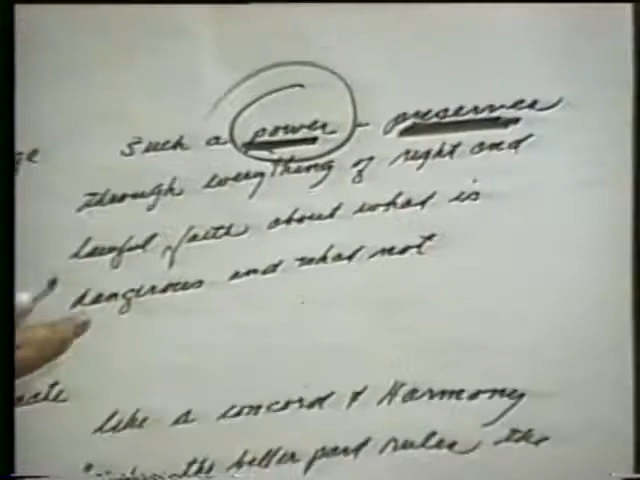 Such a power - preserver
through everything of right and
lawful faith about what is
dangerous and what not
like a concord & Harmony
the better part rules the